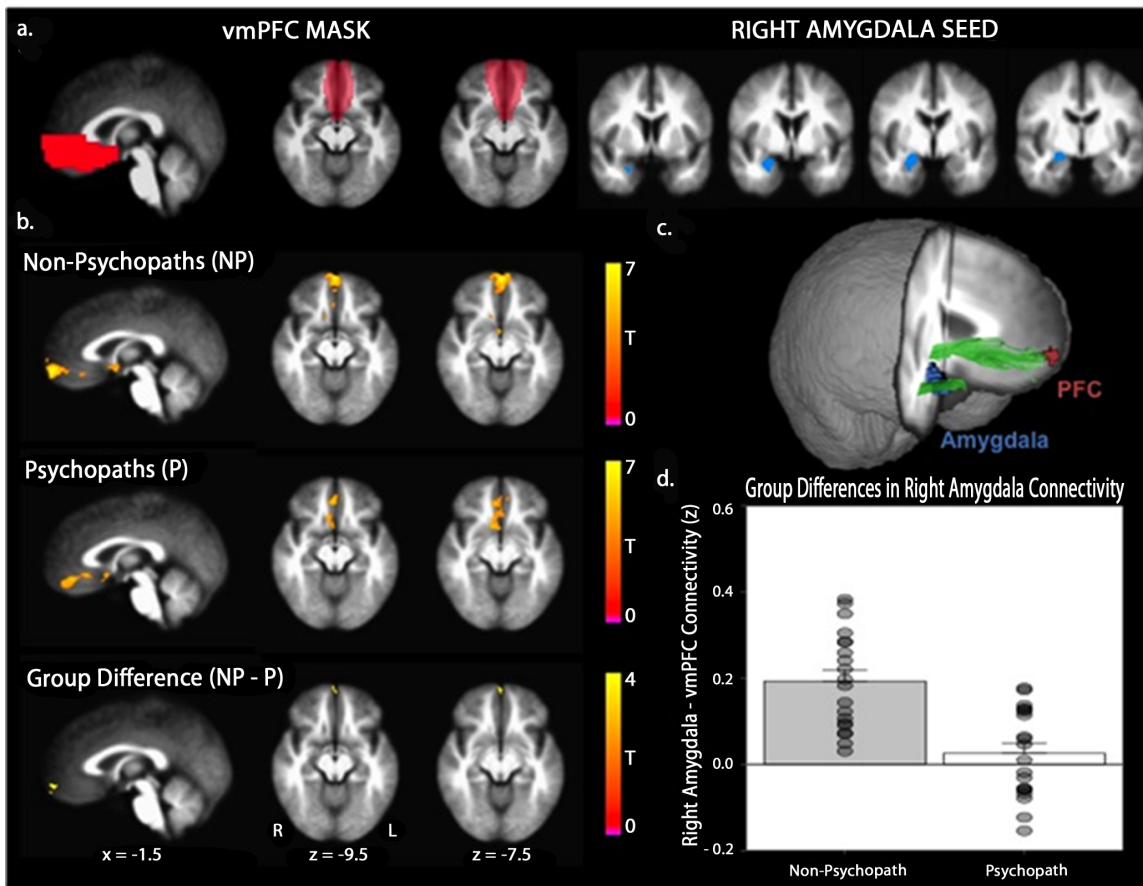 a.
vmPFC MASK
RIGHT AMYGDALA SEED
b.
Non-Psychopaths (NP)
7
T
0
Psychopaths (P)
7
T
0
Group Difference (NP - P)
4
T
0
R
L
x = -1.5
z = -9.5
z = -7.5
c.
PFC
Amygdala
d.
Group Differences in Right Amygdala Connectivity
Right Amygdala - vmPFC Connectivity (z)
0.6
0.4
0.2
0.0
- 0.2
Non-Psychopath
Psychopath